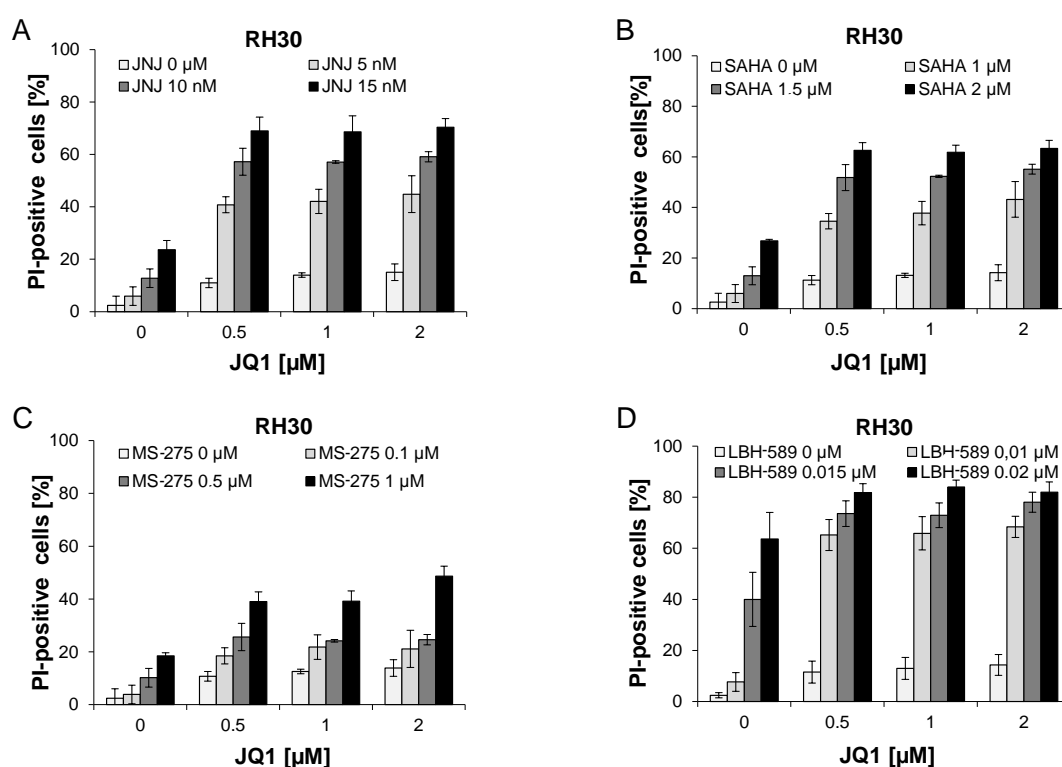 A
RH30
JNJ 0 µM JNJ 5 nM
JNJ 10 nM JNJ 15 nM
PI-positive cells[%]
100
80
60
40
20
0
0 0.5 1 2
JQ1 [µM]
B
RH30
SAHA 0 µM SAHA 1 µM
SAHA 1.5 µM SAHA 2 µM
PI-positive cells[%]
100
80
60
40
20
0
0 0.5 1 2
JQ1 [µM]
C
RH30
MS-275 0 µM MS-275 0.1 µM
MS-275 0.5 µM MS-275 1 µM
PI-positive cells [%]
100
80
60
40
20
0
0 0.5 1 2
JQ1 [µM]
D
RH30
LBH-589 0 µM LBH-589 0,01 µM
LBH-589 0.015 µM LBH-589 0.02 µM
PI-positive cells [%]
100
80
60
40
20
0
0 0.5 1 2
JQ1 [µM]